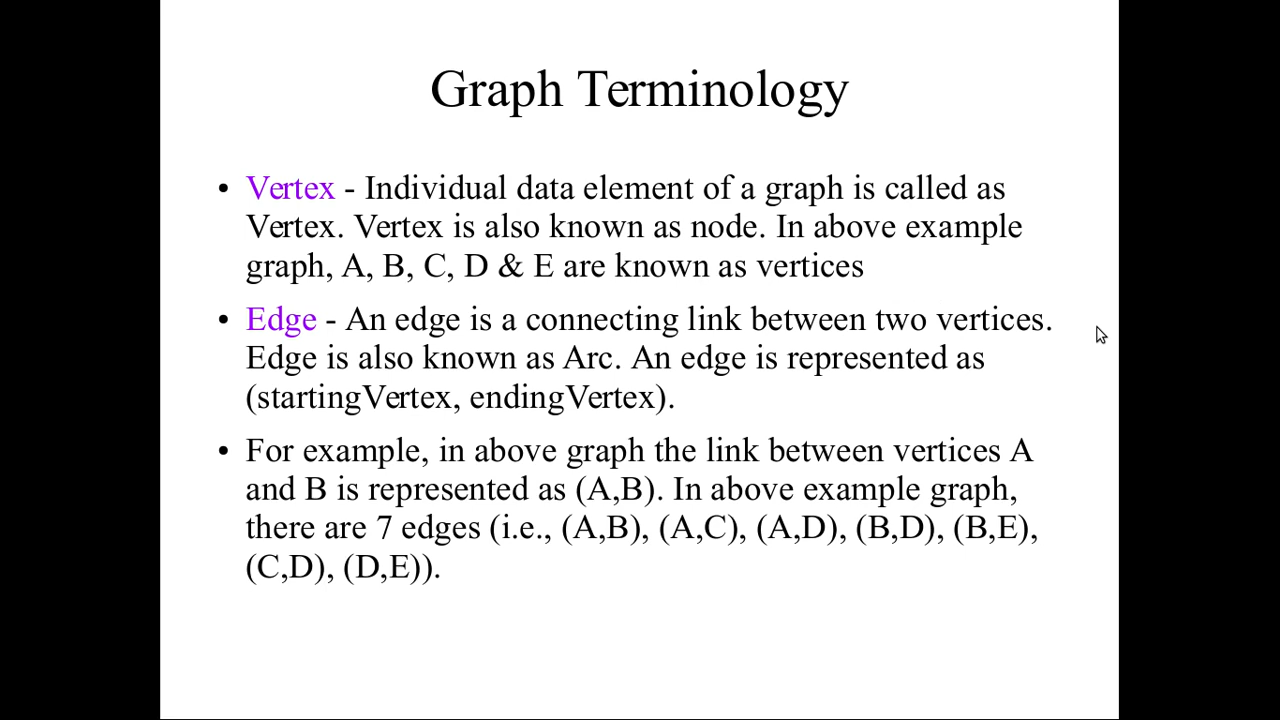 Graph Terminology
• Vertex - Individual data element of a graph is called as
Vertex. Vertex is also known as node. In above example
graph, A, B, C, D & E are known as vertices
• Edge - An edge is a connecting link between two vertices.
Edge is also known as Arc. An edge is represented as
(startingVertex, endingVertex).
• For example, in above graph the link between vertices A
and B is represented as (A,B). In above example graph,
there are 7 edges (i.e., (A,B), (A,C), (A,D), (B,D), (B,E),
(C,D), (D,E)).